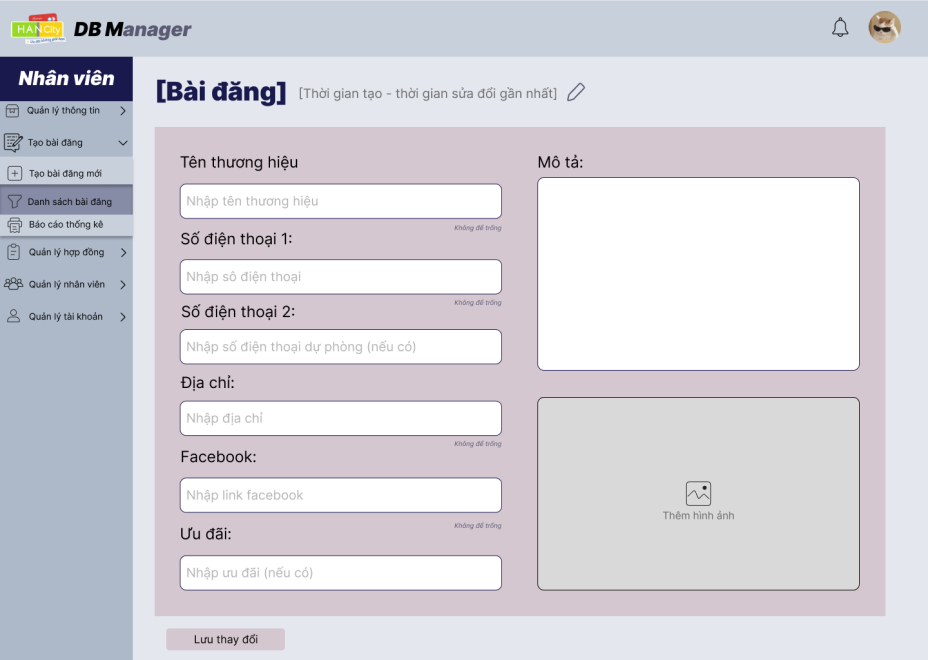 HANCity
DB Manager
Nhân viên
Quản lý thông tin
Tạo bài đăng
Tạo bài đăng mới
Danh sách bài đăng
Báo cáo thống kê
Quản lý hợp đồng
Quản lý nhân viên
Quản lý tài khoản
[Bài đăng] [Thời gian tạo - thời gian sửa đổi gần nhất]
Tên thương hiệu
Nhập tên thương hiệu
Không để trống
Số điện thoại 1:
Nhập sô điện thoại
Không để trống
Số điện thoại 2:
Nhập số điện thoại dự phòng (nếu có)
Địa chỉ:
Nhập địa chỉ
Không để trống
Facebook:
Nhập link facebook
Không để trống
Ưu đãi:
Nhập ưu đãi (nếu có)
Mô tả:
Thêm hình ảnh
Lưu thay đổi